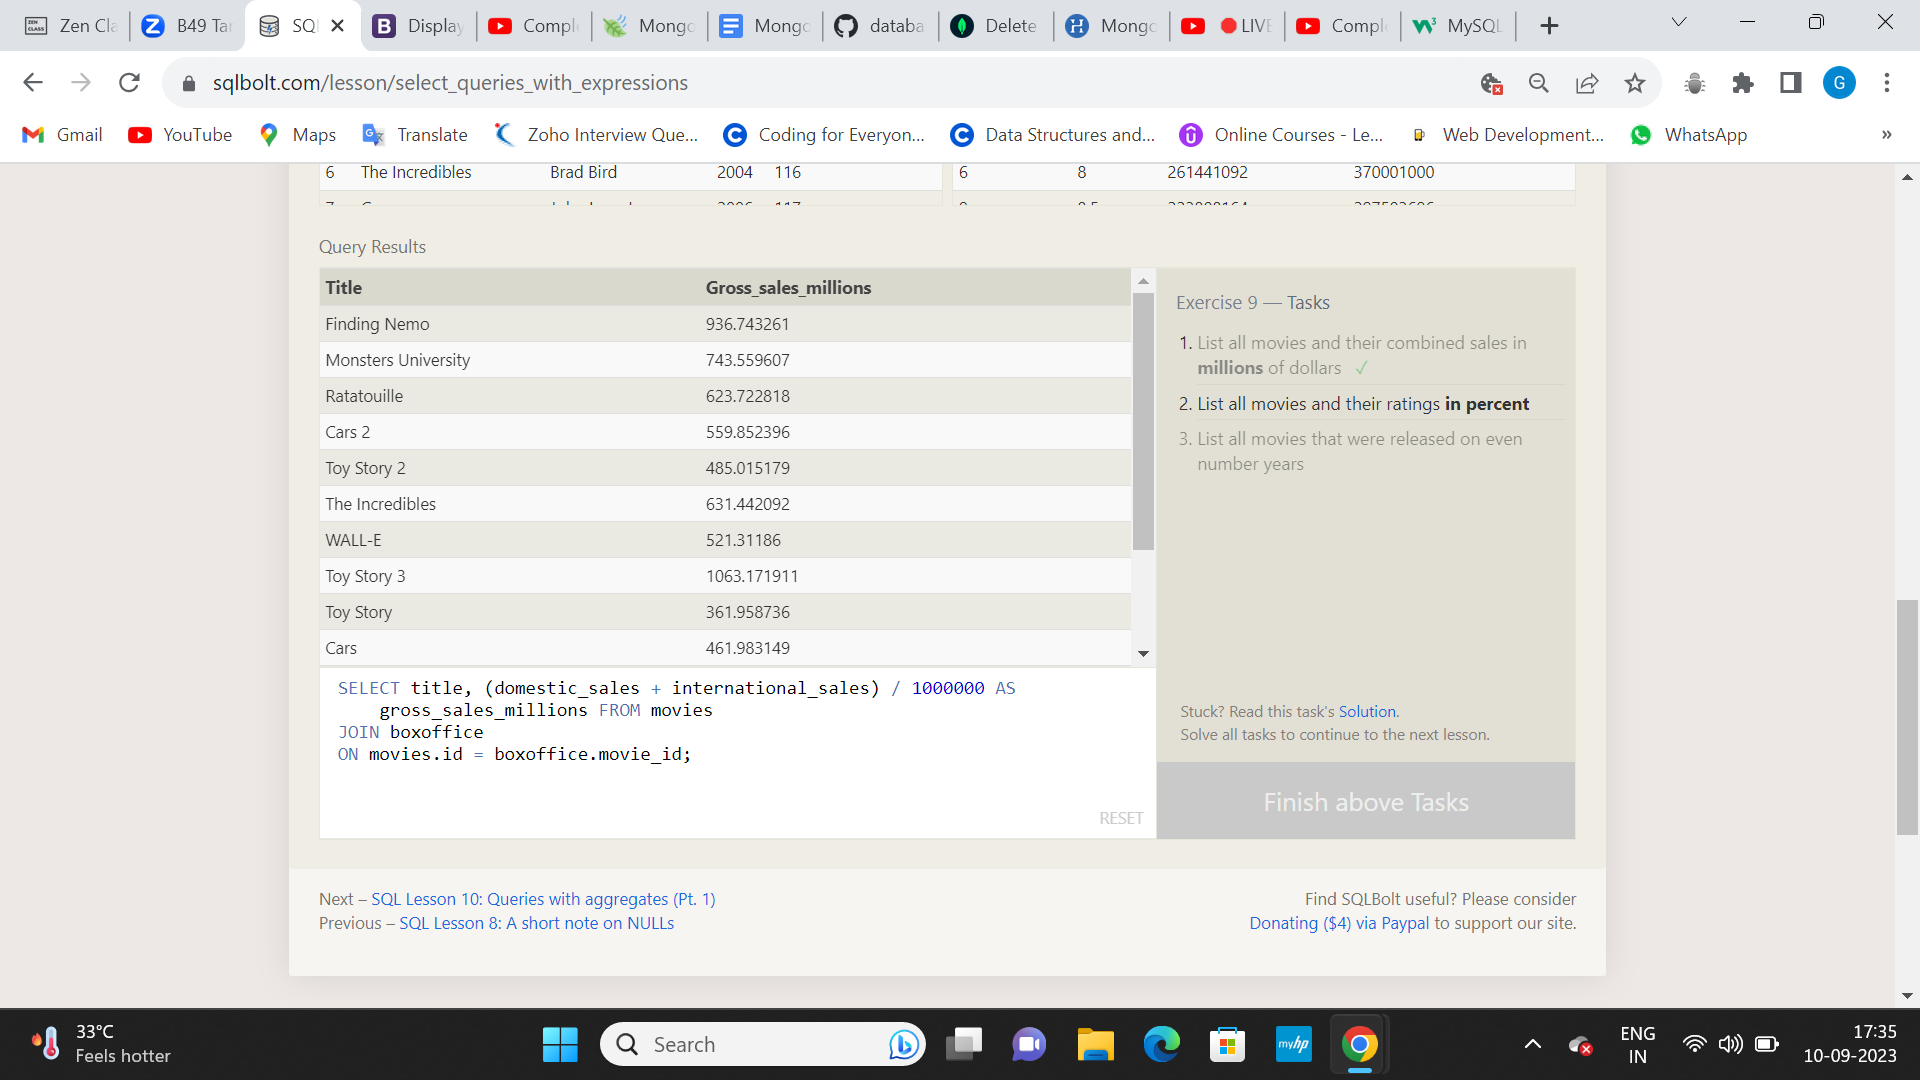 Zen Cla
B49 Tar
SQl
Display
Compl
Mongo
Mongo
databa
Delete
Mongo
LIVE
Compl
MySQL
sqlbolt.com/lesson/select_queries_with_expressions
G
Gmail
YouTube
Maps
Translate
Zoho Interview Que...
Coding for Everyon...
Data Structures and...
Online Courses - Le...
Web Development...
WhatsApp
»
6 The Incredibles Brad Bird 2004 116
6 8 261441092 370001000
Query Results
Title Gross_sales_millions
Finding Nemo 936.743261
Monsters University 743.559607
Ratatouille 623.722818
Cars 2 559.852396
Toy Story 2 485.015179
The Incredibles 631.442092
WALL-E 521.31186
Toy Story 3 1063.171911
Toy Story 361.958736
Cars 461.983149
SELECT title, (domestic_sales + international_sales) / 1000000 AS
gross_sales_millions FROM movies
JOIN boxoffice
ON movies.id = boxoffice.movie_id;
RESET
Exercise 9 — Tasks
1. List all movies and their combined sales in
millions of dollars ✓
2. List all movies and their ratings in percent
3. List all movies that were released on even
number years
Stuck? Read this task's Solution.
Solve all tasks to continue to the next lesson.
Finish above Tasks
Next – SQL Lesson 10: Queries with aggregates (Pt. 1)
Previous – SQL Lesson 8: A short note on NULLs
Find SQLBolt useful? Please consider
Donating ($4) via Paypal to support our site.
33°C
Feels hotter
Search
myhp
ENG
IN
17:35
10-09-2023